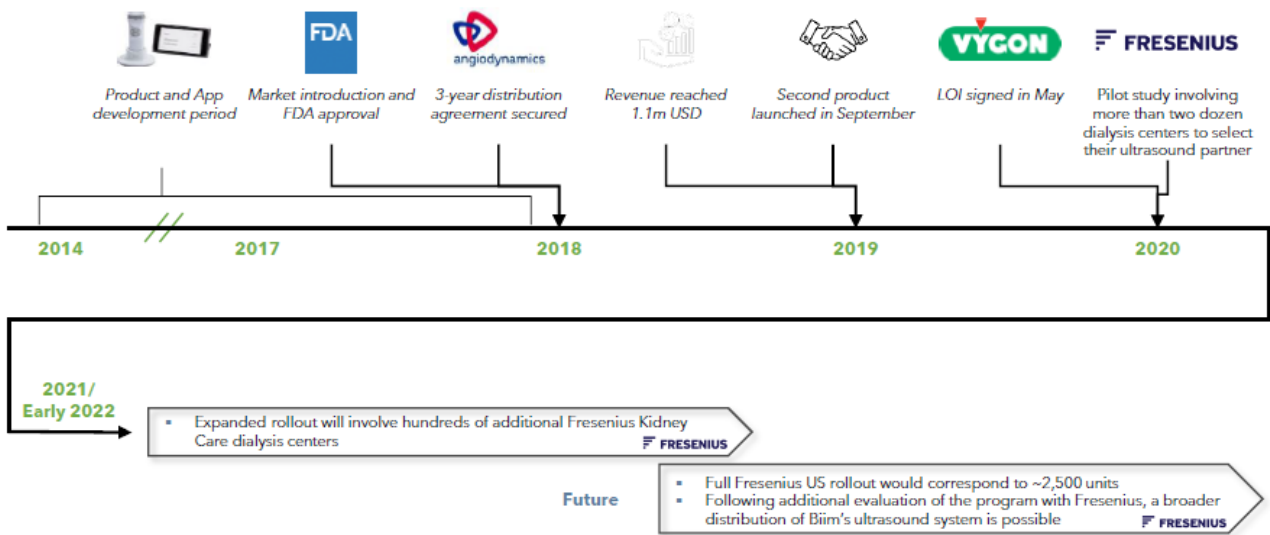 FDA
angiodynamics
VYGON
FRESENIUS
Product and App
development period
Market introduction and
FDA approval
3-year distribution
agreement secured
Revenue reached
1.1m USD
Second product
launched in September
LOI signed in May
Pilot study involving
more than two dozen
dialysis centers to select
their ultrasound partner
2014
2017
2018
2019
2020
2021/
Early 2022
▪ Expanded rollout will involve hundreds of additional Fresenius Kidney
Care dialysis centers
FRESENIUS
Future
▪ Full Fresenius US rollout would correspond to ~2,500 units
▪ Following additional evaluation of the program with Fresenius, a broader
distribution of Biim's ultrasound system is possible
FRESENIUS